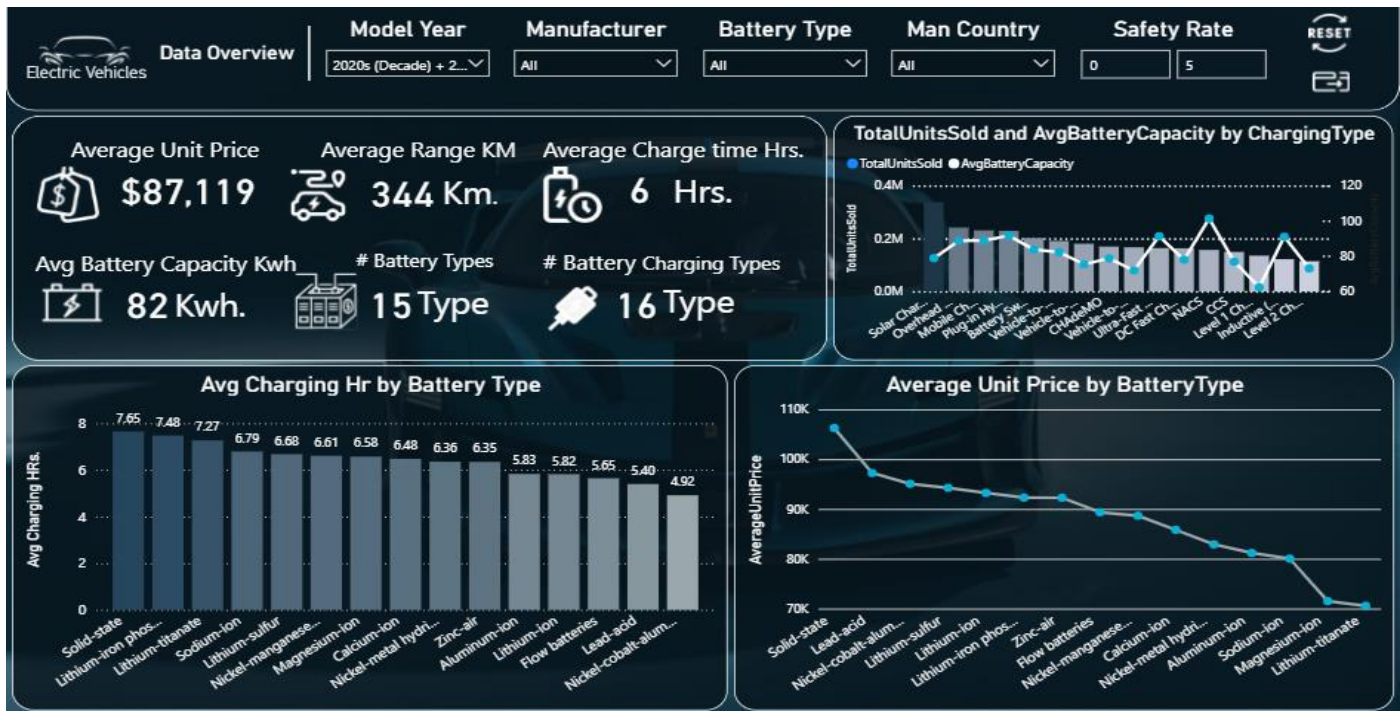 Electric Vehicles
Data Overview
Model Year
2020s (Decade) + 2...
Manufacturer
All
Battery Type
All
Man Country
All
Safety Rate
0
5
RESET
Average Unit Price
$87,119
Average Range KM
344 Km.
Average Charge time Hrs.
6 Hrs.
Avg Battery Capacity Kwh
82 Kwh.
# Battery Types
15 Type
# Battery Charging Types
16 Type
TotalUnitsSold and AvgBatteryCapacity by ChargingType
TotalUnitsSold AvgBatteryCapacity
TotalUnitsSold
0.4M
0.2M
0.0M
120
100
80
60
AvgBatteryCapacity
Solar Char...
Overhead ...
Mobile Ch...
Plug-in Hy...
Battery Sw...
Vehicle-to-...
Vehicle-to-...
CHAdeMO
Vehicle-to-...
Ultra-Fast ...
DC Fast Ch...
NACS
CCS
Level 1 Ch...
Inductive (...
Level 2 Ch...
Avg Charging Hr by Battery Type
Avg Charging HRs.
8
6
4
2
0
7.65
7.48
7.27
6.79
6.68
6.61
6.58
6.48
6.36
6.35
5.83
5.82
5.65
5.40
4.92
Solid-state
Lithium-iron phos...
Lithium-titanate
Sodium-ion
Lithium-sulfur
Nickel-manganese...
Magnesium-ion
Calcium-ion
Nickel-metal hydri...
Zinc-air
Aluminum-ion
Lithium-ion
Flow batteries
Lead-acid
Nickel-cobalt-alum...
Average Unit Price by BatteryType
AverageUnitPrice
110K
100K
90K
80K
70K
Solid-state
Lead-acid
Nickel-cobalt-alum...
Lithium-sulfur
Lithium-ion
Lithium-iron phos...
Zinc-air
Flow batteries
Nickel-manganese...
Calcium-ion
Nickel-metal hydri...
Aluminum-ion
Sodium-ion
Magnesium-ion
Lithium-titanate